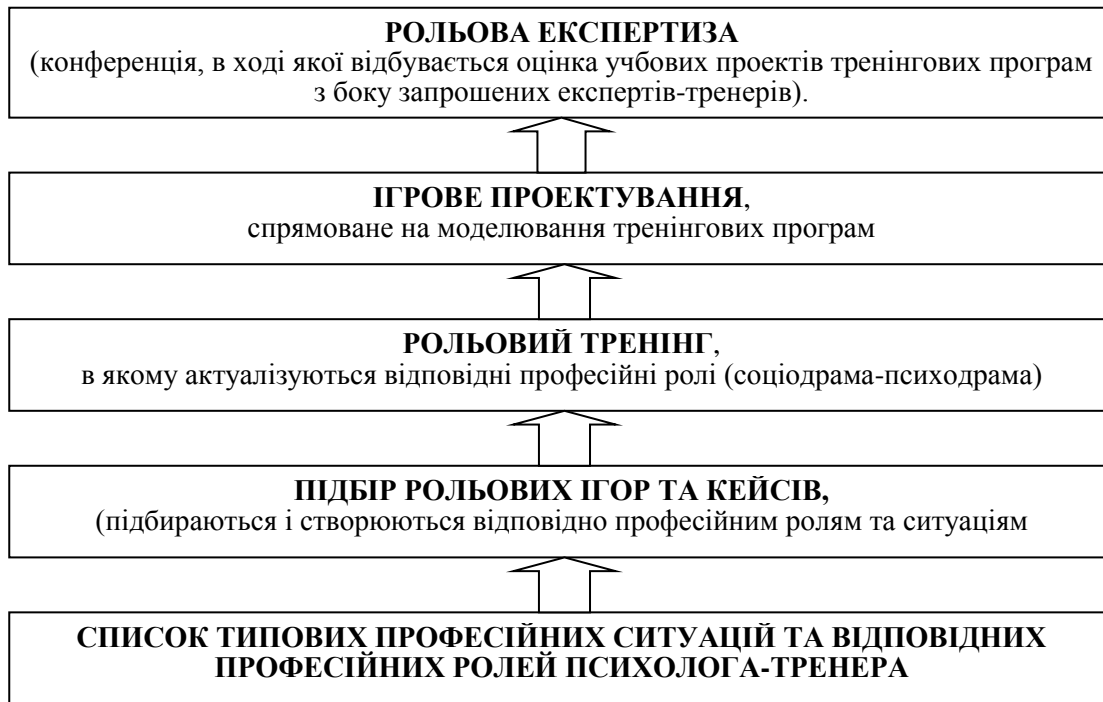 РОЛЬОВА ЕКСПЕРТИЗА
(конференція, в ході якої відбувається оцінка учбових проектів тренінгових програм
з боку запрошених експертів-тренерів).
ІГРОВЕ ПРОЕКТУВАННЯ,
спрямоване на моделювання тренінгових програм
РОЛЬОВИЙ ТРЕНІНГ,
в якому актуалізуються відповідні професійні ролі (соціодрама-психодрама)
ПІДБІР РОЛЬОВИХ ІГОР ТА КЕЙСІВ,
(підбираються і створюються відповідно професійним ролям та ситуаціям
СПИСОК ТИПОВИХ ПРОФЕСІЙНИХ СИТУАЦІЙ ТА ВІДПОВІДНИХ
ПРОФЕСІЙНИХ РОЛЕЙ ПСИХОЛОГА-ТРЕНЕРА